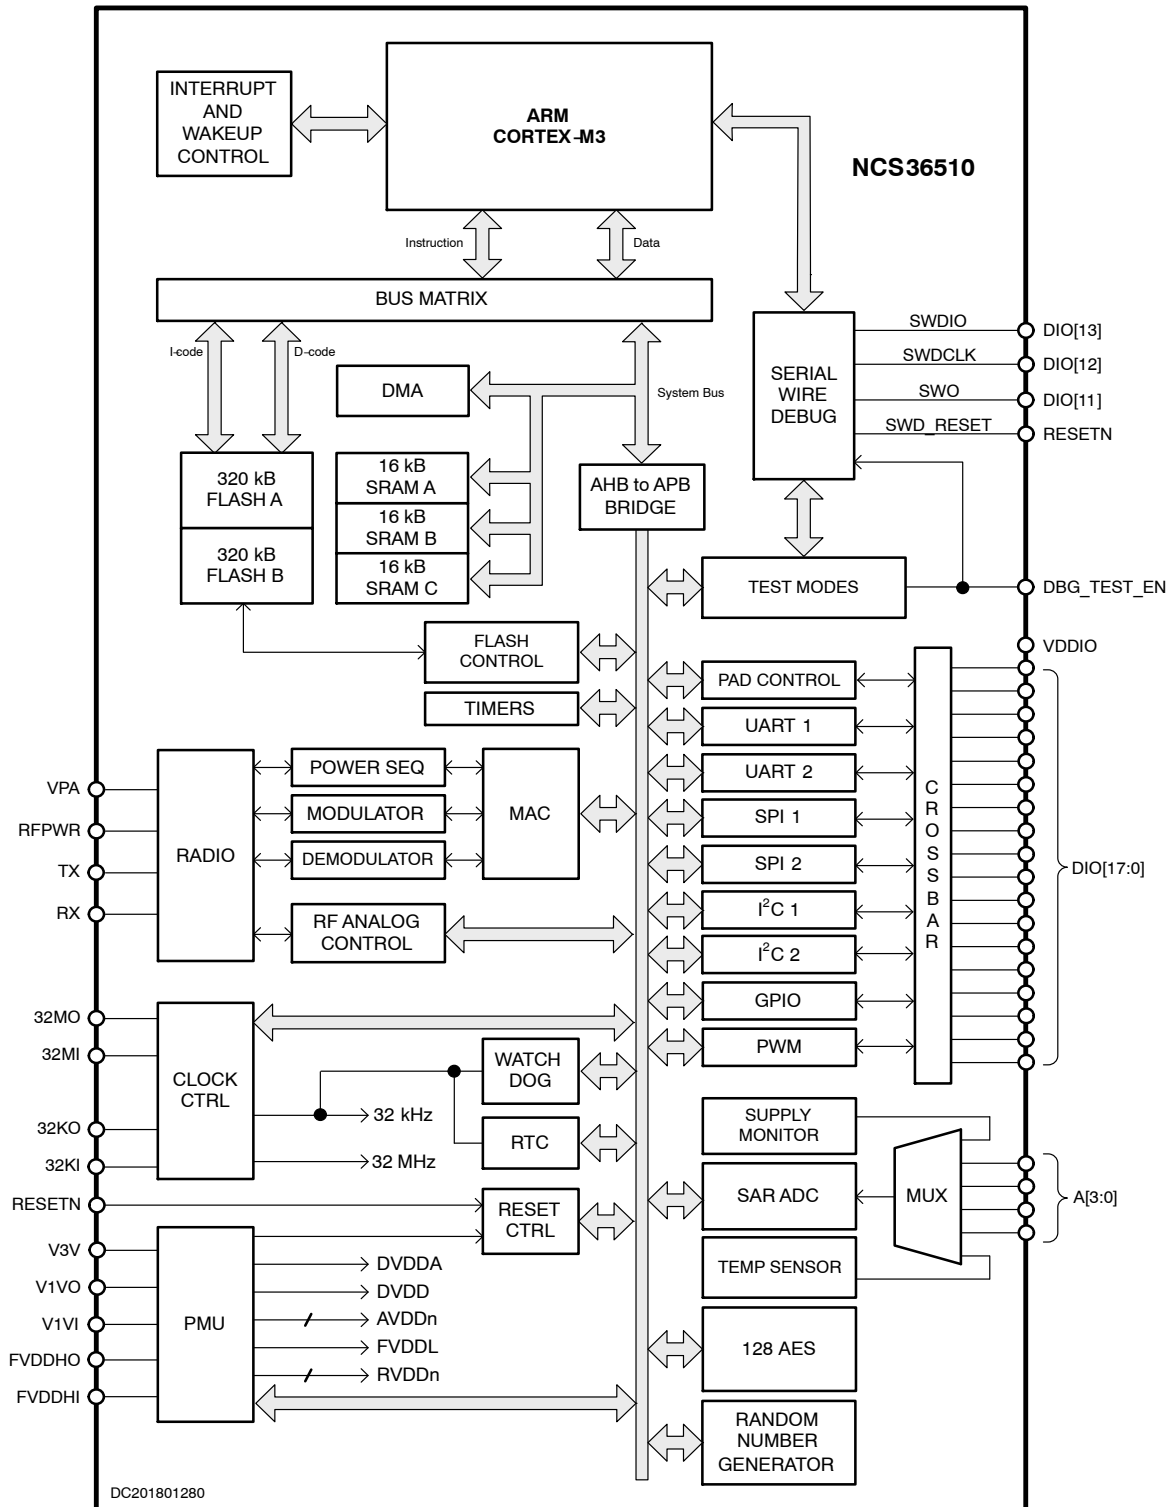 INTERRUPT
AND
WAKEUP
CONTROL
ARM
CORTEX-M3
NCS36510
Instruction
Data
BUS MATRIX
I-code
D-code
DMA
System Bus
320 kB
FLASH A
320 kB
FLASH B
16 kB
SRAM A
16 kB
SRAM B
16 kB
SRAM C
AHB to APB
BRIDGE
SERIAL
WIRE
DEBUG
SWDIO
DIO[13]
SWDCLK
DIO[12]
SWO
DIO[11]
SWD_RESET
RESETN
TEST MODES
DBG_TEST_EN
VDDIO
FLASH
CONTROL
TIMERS
PAD CONTROL
UART 1
UART 2
SPI 1
SPI 2
I²C 1
I²C 2
GPIO
PWM
C
R
O
S
S
B
A
R
DIO[17:0]
VPA
RFPWR
TX
RX
RADIO
POWER SEQ
MODULATOR
DEMODULATOR
MAC
RF ANALOG
CONTROL
32MO
32MI
32KO
32KI
CLOCK
CTRL
WATCH
DOG
32 kHz
RTC
32 MHz
RESETN
RESET
CTRL
SUPPLY
MONITOR
SAR ADC
MUX
A[3:0]
TEMP SENSOR
V3V
V1VO
V1VI
FVDDHO
FVDDHI
PMU
DVDDA
DVDD
AVDDn
FVDDL
RVDDn
128 AES
RANDOM
NUMBER
GENERATOR
DC201801280